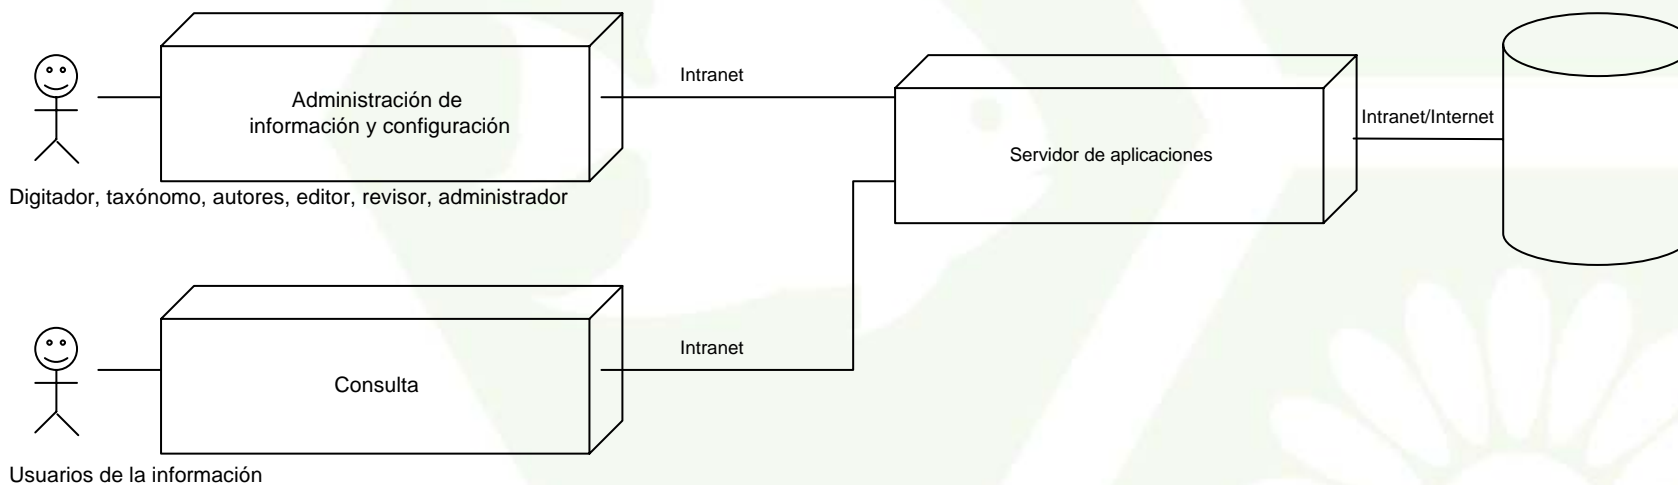 Administración de
información y configuración
Intranet
Servidor de aplicaciones
Intranet/Internet
Digitador, taxónomo, autores, editor, revisor, administrador
Consulta
Intranet
Usuarios de la información